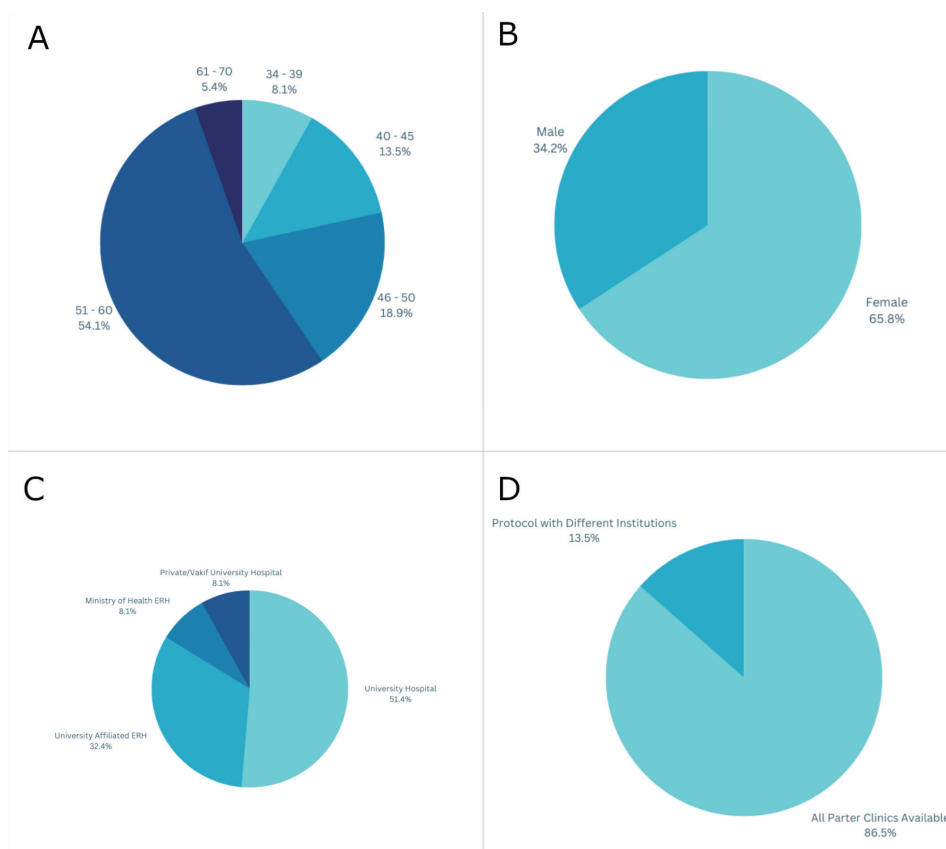 A
61 - 70
5.4%
34 - 39
8.1%
40 - 45
13.5%
46 - 50
18.9%
51 - 60
54.1%
B
Male
34.2%
Female
65.8%
C
Private/Vakıf University Hospital
8.1%
Ministry of Health ERH
8.1%
University Hospital
51.4%
University Affiliated ERH
32.4%
D
Protocol with Different Institutions
13.5%
All Parter Clinics Available
86.5%